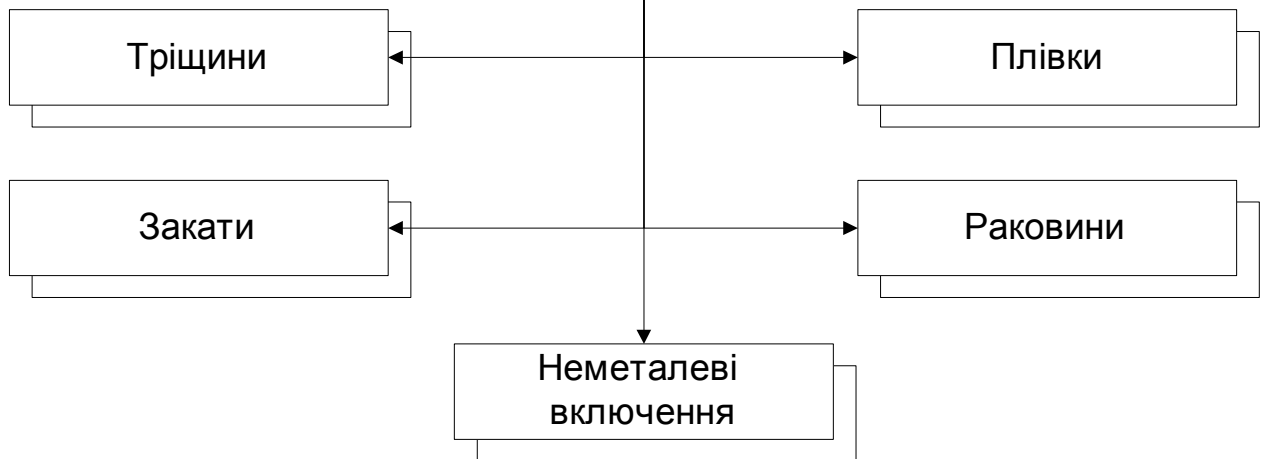 Тріщини
Плівки
Закати
Раковини
Неметалеві
включення